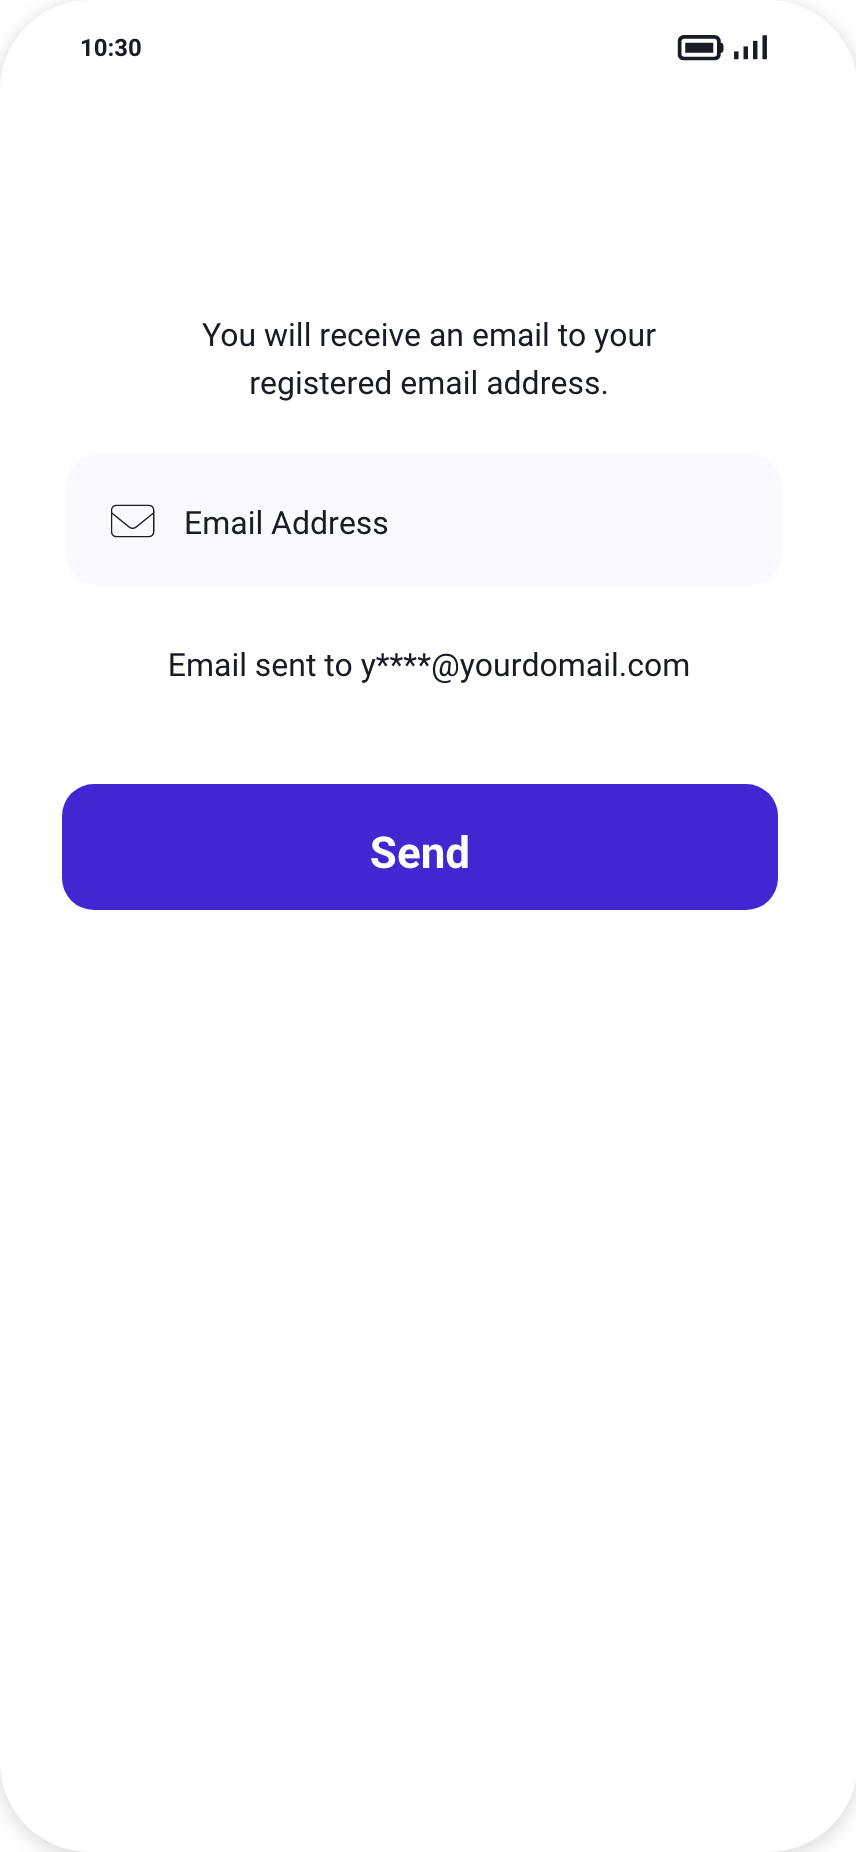 10:30
You will receive an email to your
registered email address.
Email Address
Email sent to y****@yourdomail.com
Send